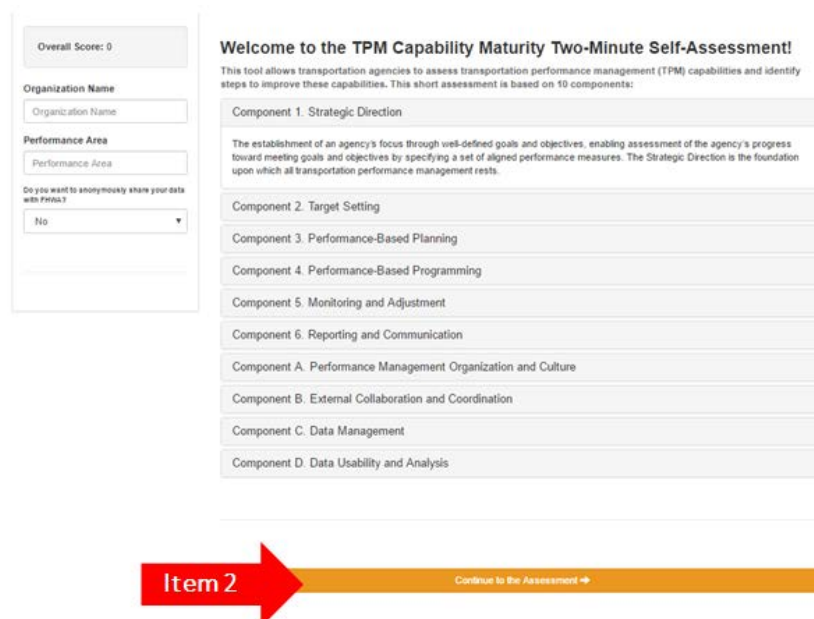 Overall Score: 0
Organization Name
Organization Name
Performance Area
Performance Area
Do you want to anonymously share your data
with FHWA?
No
Welcome to the TPM Capability Maturity Two-Minute Self-Assessment!
This tool allows transportation agencies to assess transportation performance management (TPM) capabilities and identify
steps to improve these capabilities. This short assessment is based on 10 components:
Component 1. Strategic Direction
The establishment of an agency's focus through well-defined goals and objectives, enabling assessment of the agency's progress
toward meeting goals and objectives by specifying a set of aligned performance measures. The Strategic Direction is the foundation
upon which all transportation performance management rests.
Component 2. Target Setting
Component 3. Performance-Based Planning
Component 4. Performance-Based Programming
Component 5. Monitoring and Adjustment
Component 6. Reporting and Communication
Component A. Performance Management Organization and Culture
Component B. External Collaboration and Coordination
Component C. Data Management
Component D. Data Usability and Analysis
Item 2
Continue to the Assessment ➔